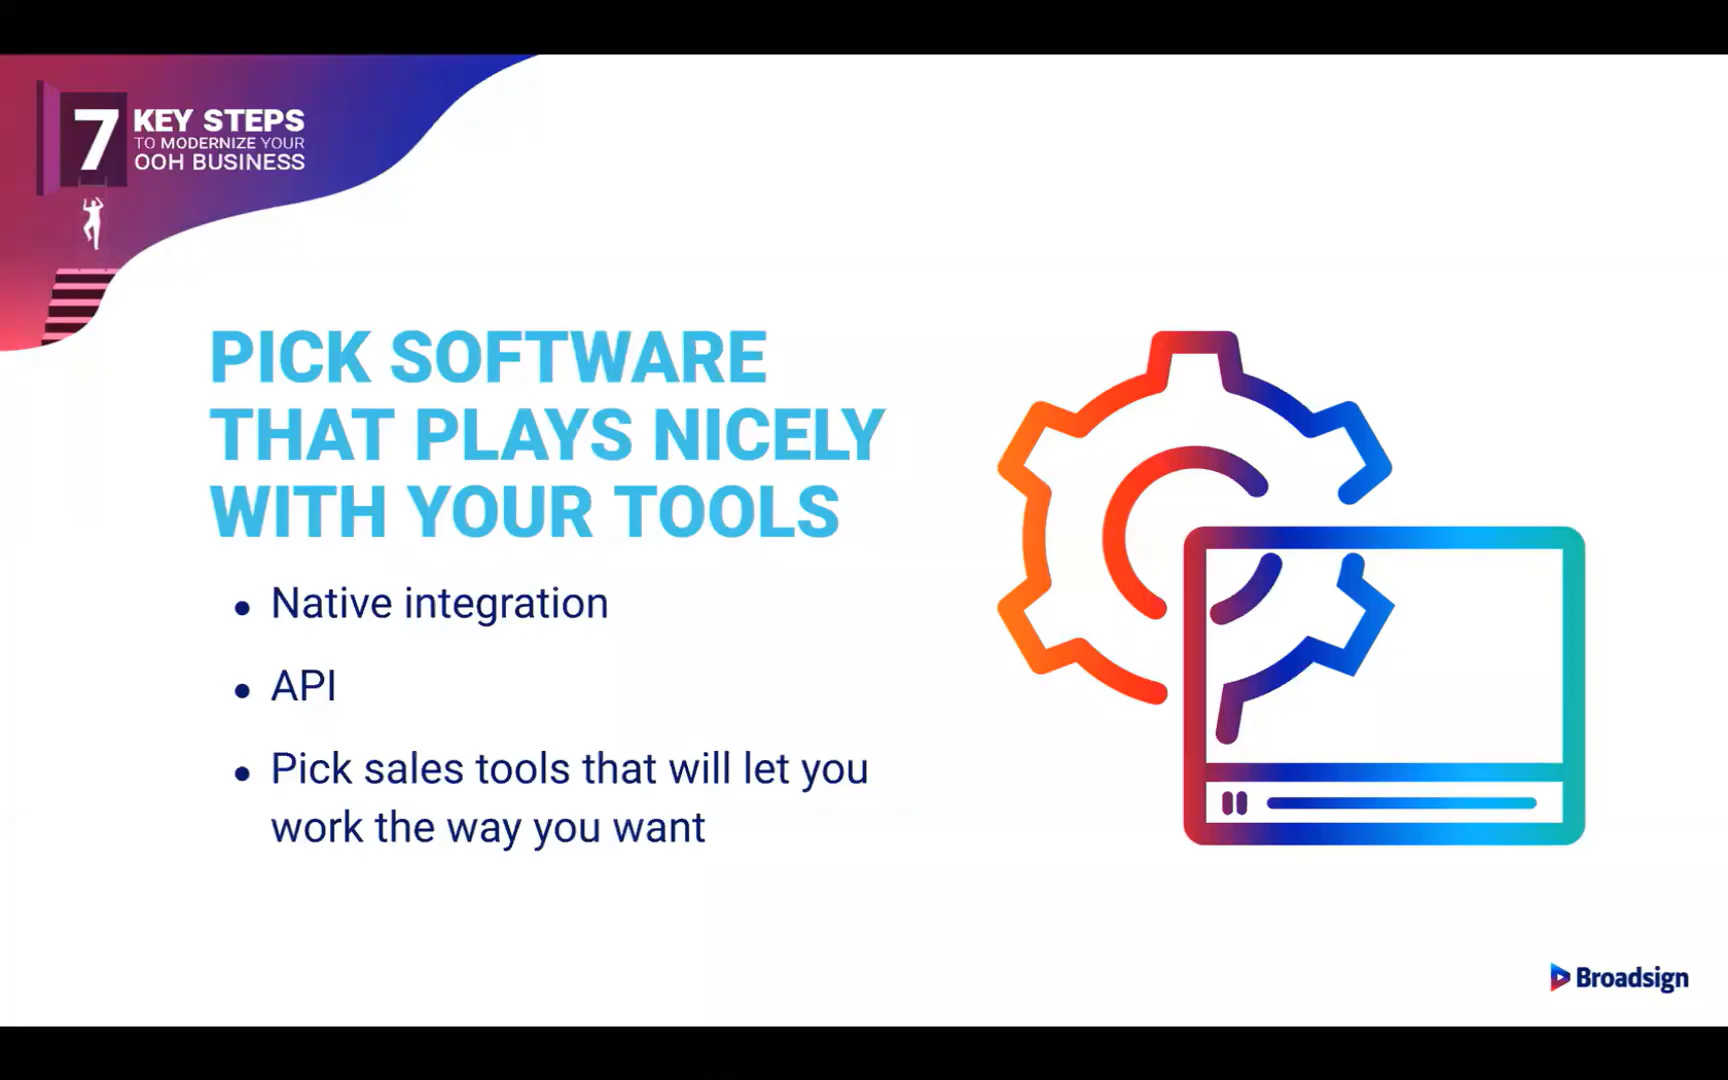 7 KEY STEPS
TO MODERNIZE YOUR
OOH BUSINESS
PICK SOFTWARE
THAT PLAYS NICELY
WITH YOUR TOOLS
• Native integration
• API
• Pick sales tools that will let you
work the way you want
Broadsign